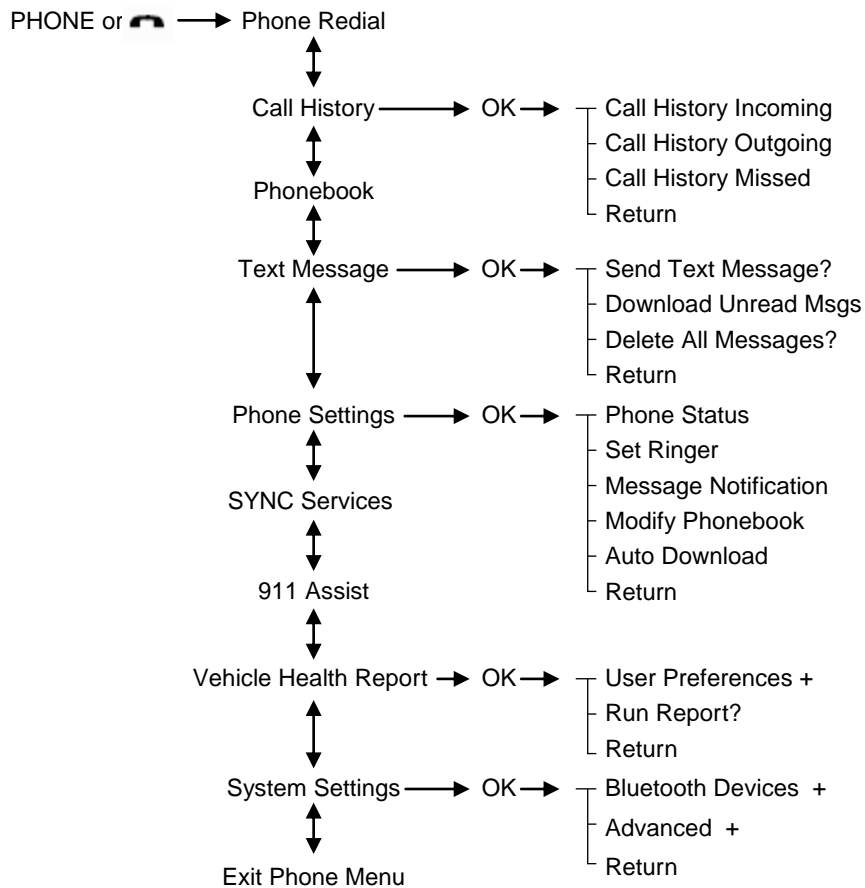 PHONE or Phone Redial
Call History OK Call History Incoming
Call History Outgoing
Call History Missed
Phonebook
Return
Text Message OK Send Text Message?
Download Unread Msgs
Delete All Messages?
Return
Phone Settings OK Phone Status
Set Ringer
Message Notification
SYNC Services
Modify Phonebook
Auto Download
911 Assist
Return
Vehicle Health Report OK User Preferences +
Run Report?
Return
System Settings OK Bluetooth Devices +
Advanced +
Return
Exit Phone Menu